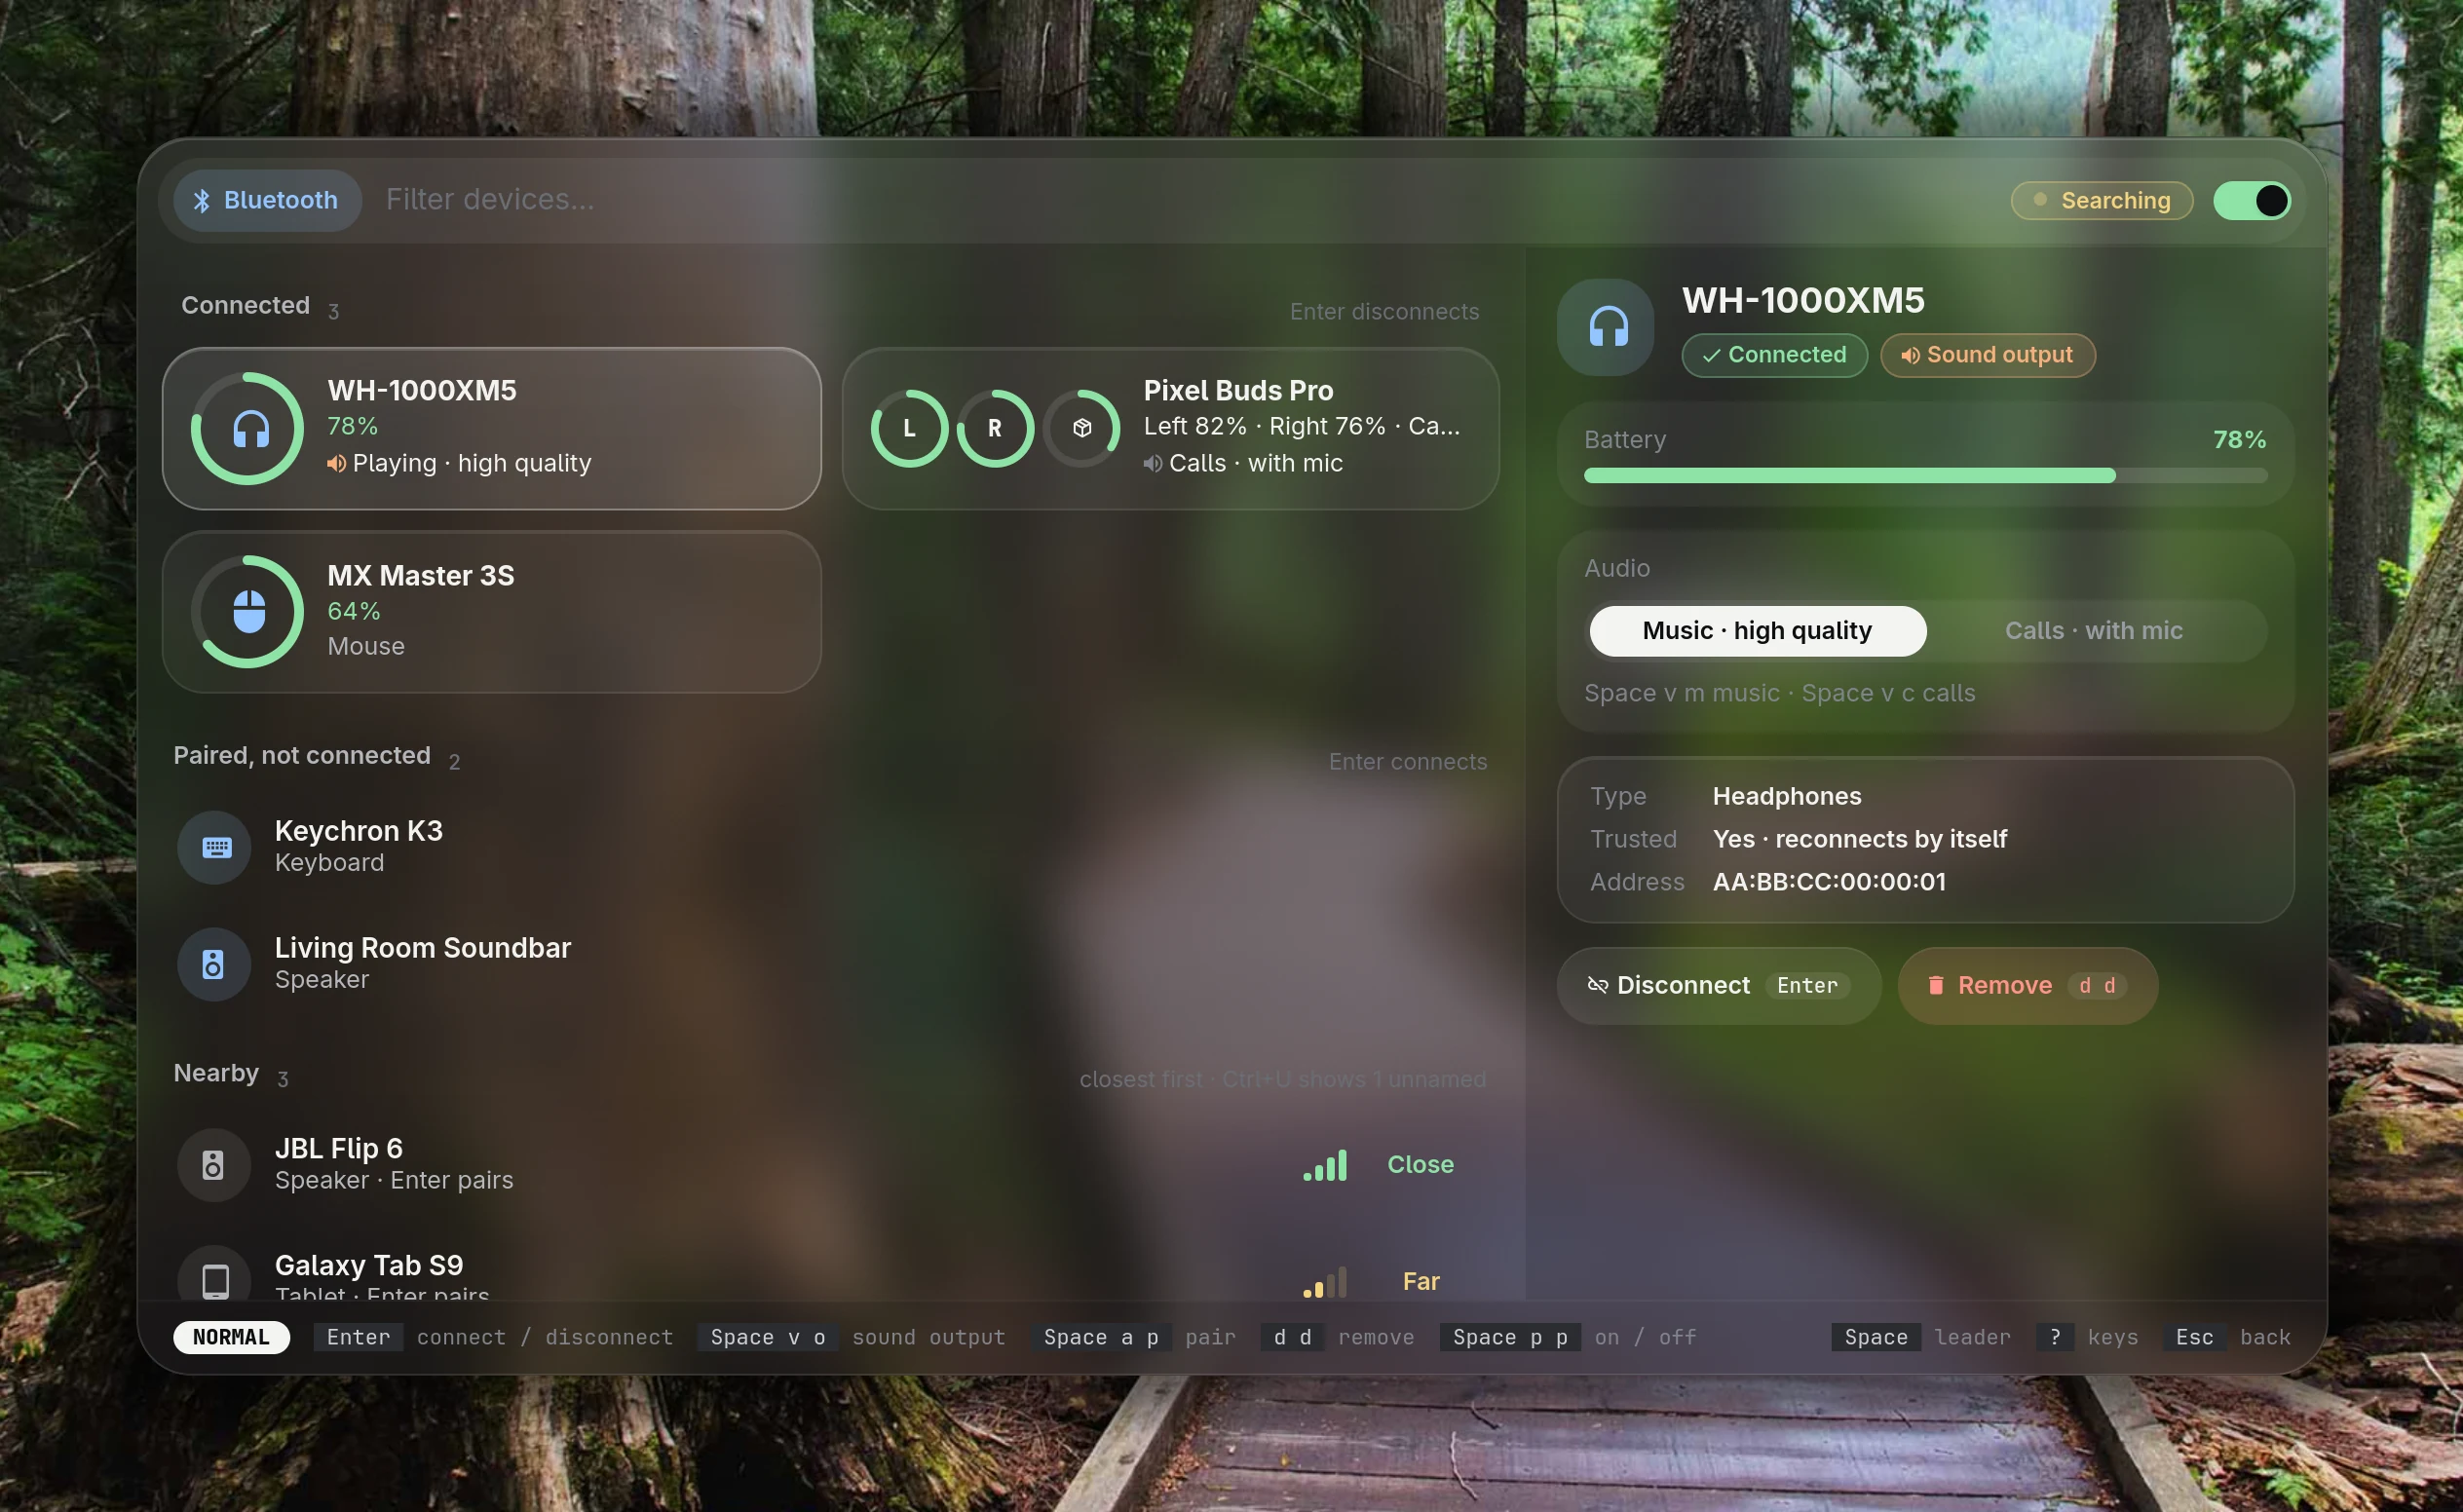 Bluetooth Filter devices... Searching
Connected 3 Enter disconnects
WH-1000XM5
78%
Playing · high quality
Pixel Buds Pro
L R Left 82% · Right 76% · Ca...
Calls · with mic
MX Master 3S
64%
Mouse
Paired, not connected 2 Enter connects
Keychron K3
Keyboard
Living Room Soundbar
Speaker
Nearby 3 closest first · Ctrl+U shows 1 unnamed
JBL Flip 6
Speaker · Enter pairs
Close
Galaxy Tab S9
Tablet · Enter pairs
Far
WH-1000XM5
Connected Sound output
Battery 78%
Audio
Music · high quality Calls · with mic
Space v m music · Space v c calls
Type Headphones
Trusted Yes · reconnects by itself
Address AA:BB:CC:00:00:01
Disconnect Enter Remove d d
NORMAL Enter connect / disconnect Space v o sound output Space a p pair d d remove Space p p on / off Space leader ? keys Esc back